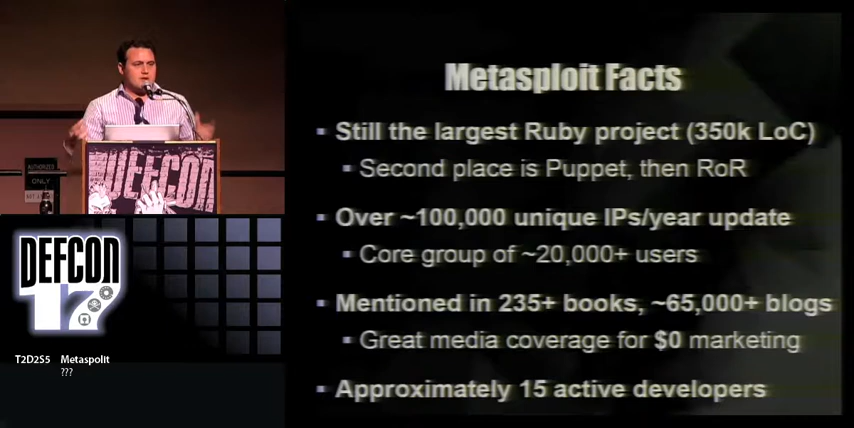 AUTHORIZED
ONLY
DEFCON
DEFCON
17
T2D2S5 Metasplolt
???
Metasploit Facts
Still the largest Ruby project (350k LoC)
Second place is Puppet, then RoR
Over ~100,000 unique IPs/year update
Core group of ~20,000+ users
Mentioned in 235+ books, ~65,000+ blogs
Great media coverage for $0 marketing
Approximately 15 active developers